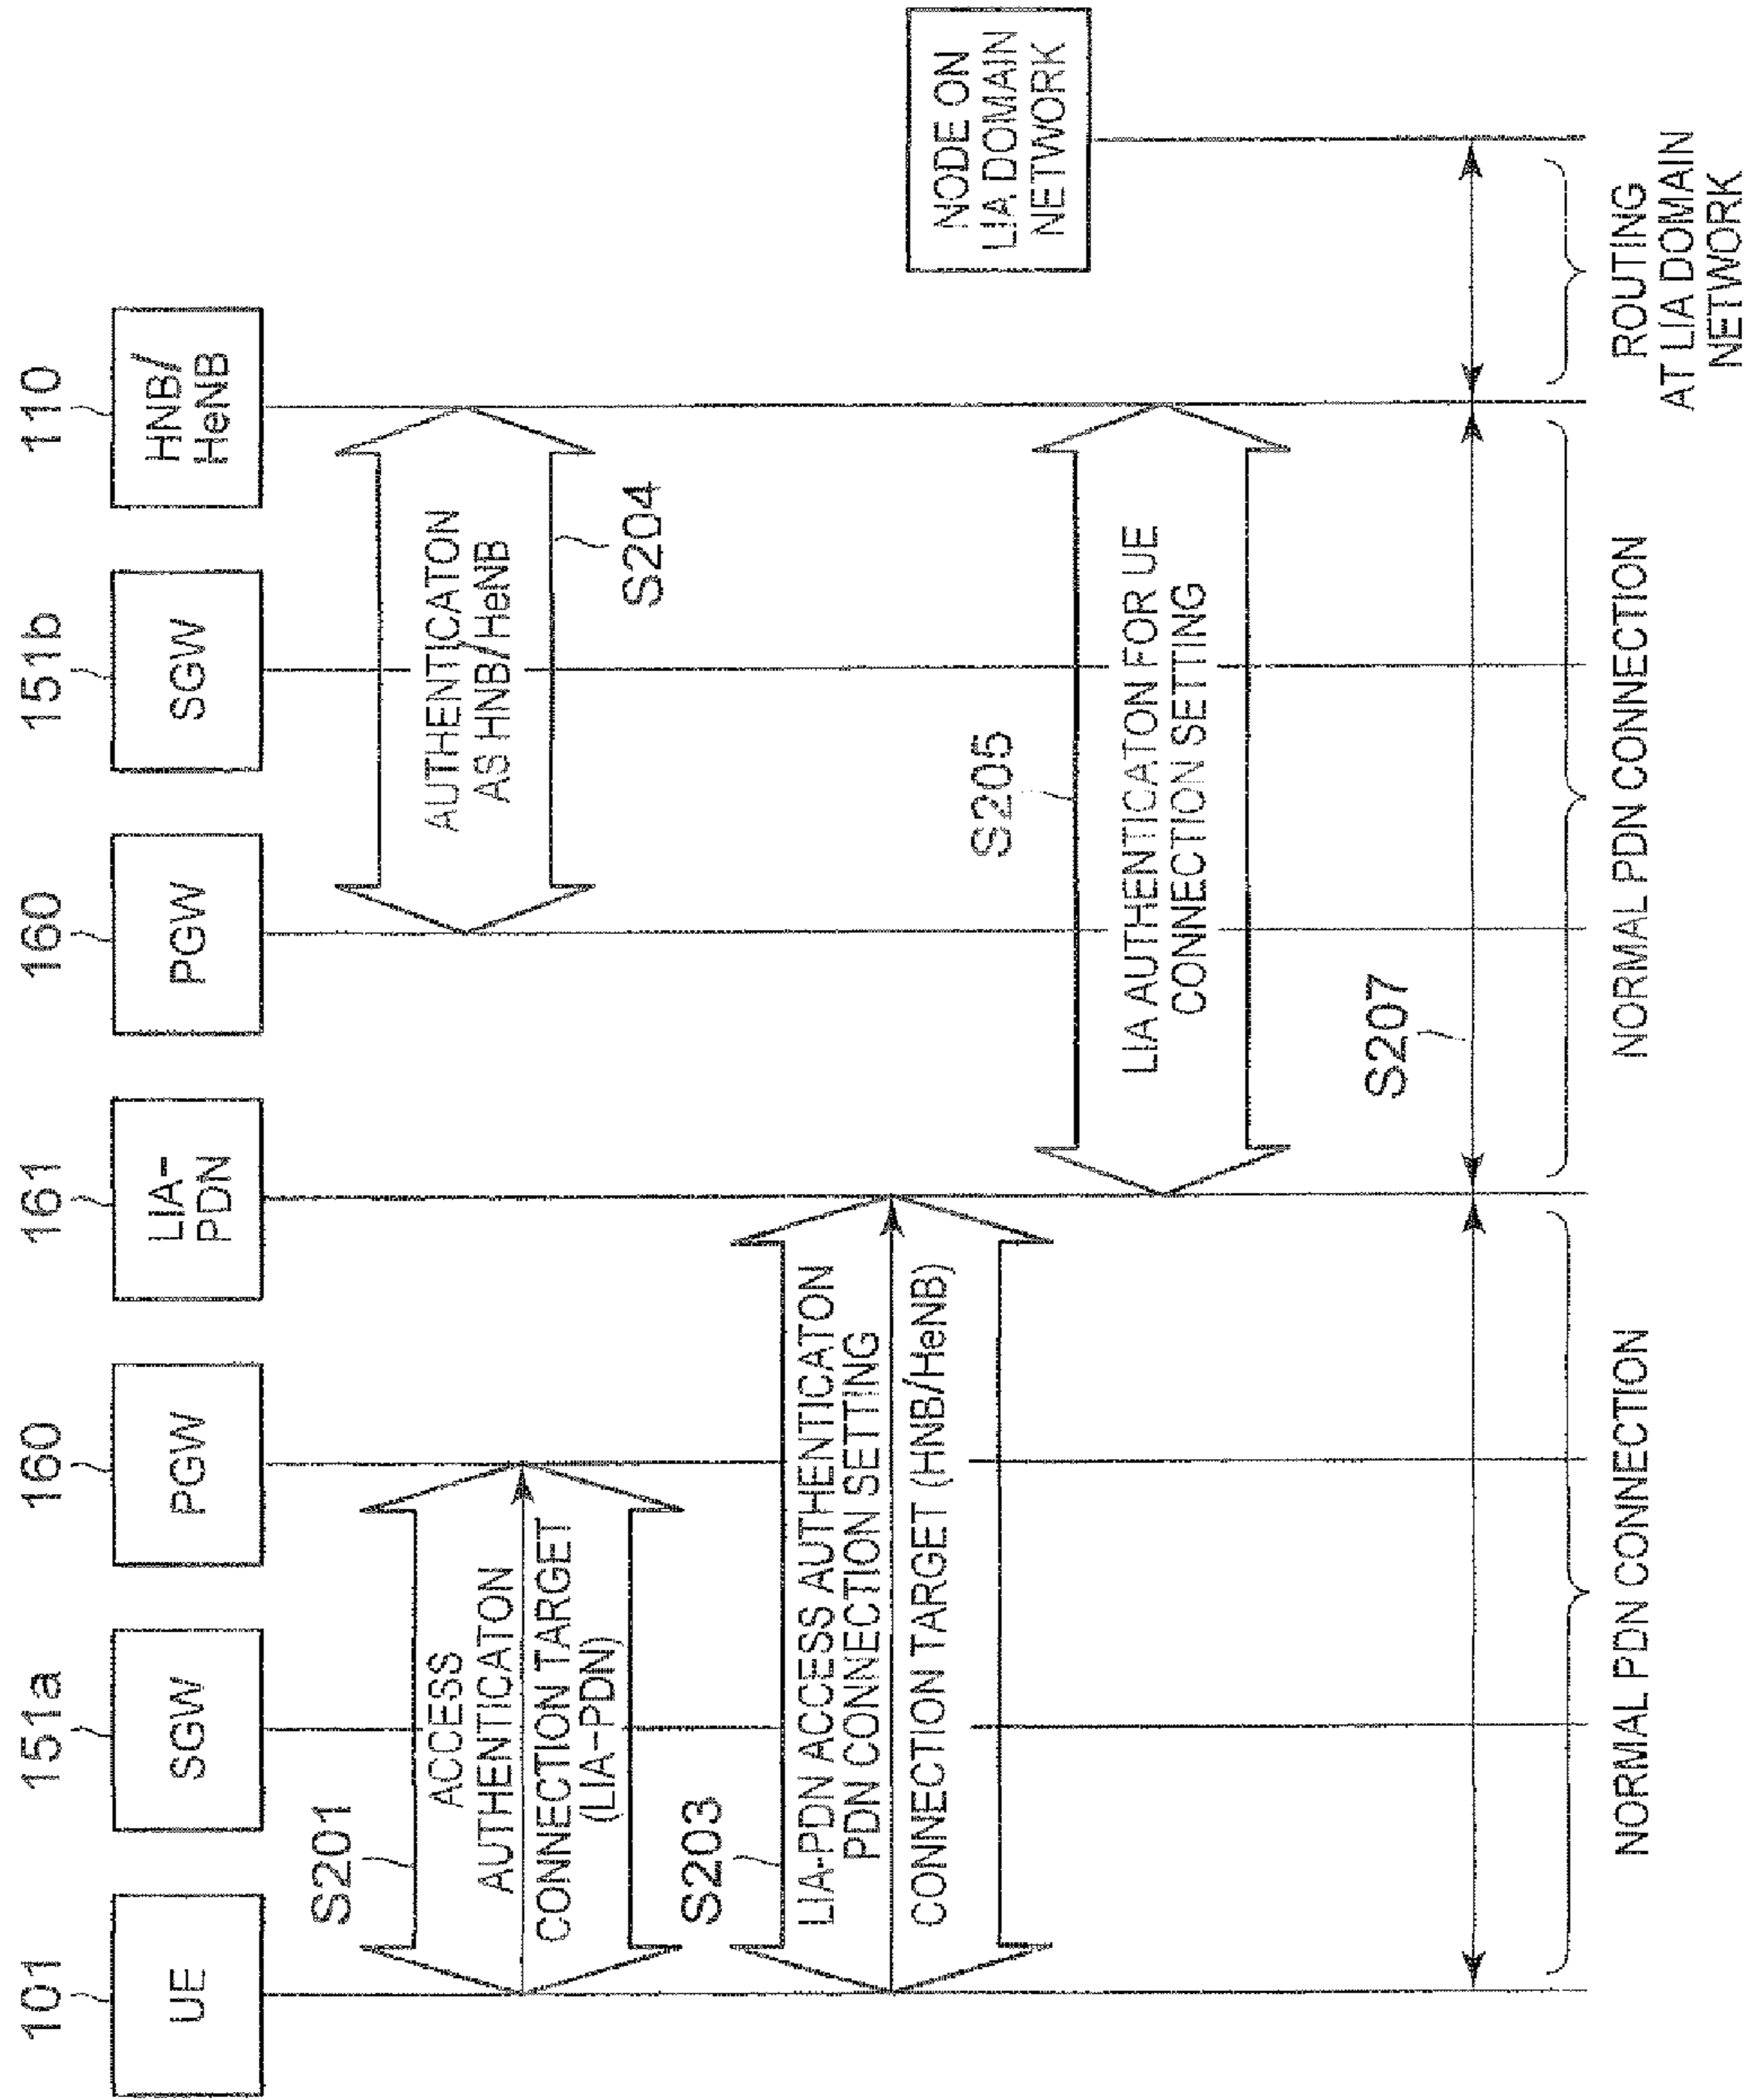 101
151a
160
161
160
151b
110
UE
SGW
PGW
LIA-
PDN
PGW
SGW
HNB/
HeNB
S201
ACCESS
AUTHENTICATON
CONNECTION TARGET
(LIA-PDN)
AUTHENTICATON
AS HNB/HeNB
S204
S203
LIA-PDN ACCESS AUTHENTICATON
PDN CONNECTION SETTING
CONNECTION TARGET (HNB/HeNB)
NODE ON
LIA DOMAIN
NETWORK
S205
LIA AUTHENTICATON FOR UE
CONNECTION SETTING
S207
NORMAL PDN CONNECTION
NORMAL PDN CONNECTION
ROUTING
AT LIA DOMAIN
NETWORK